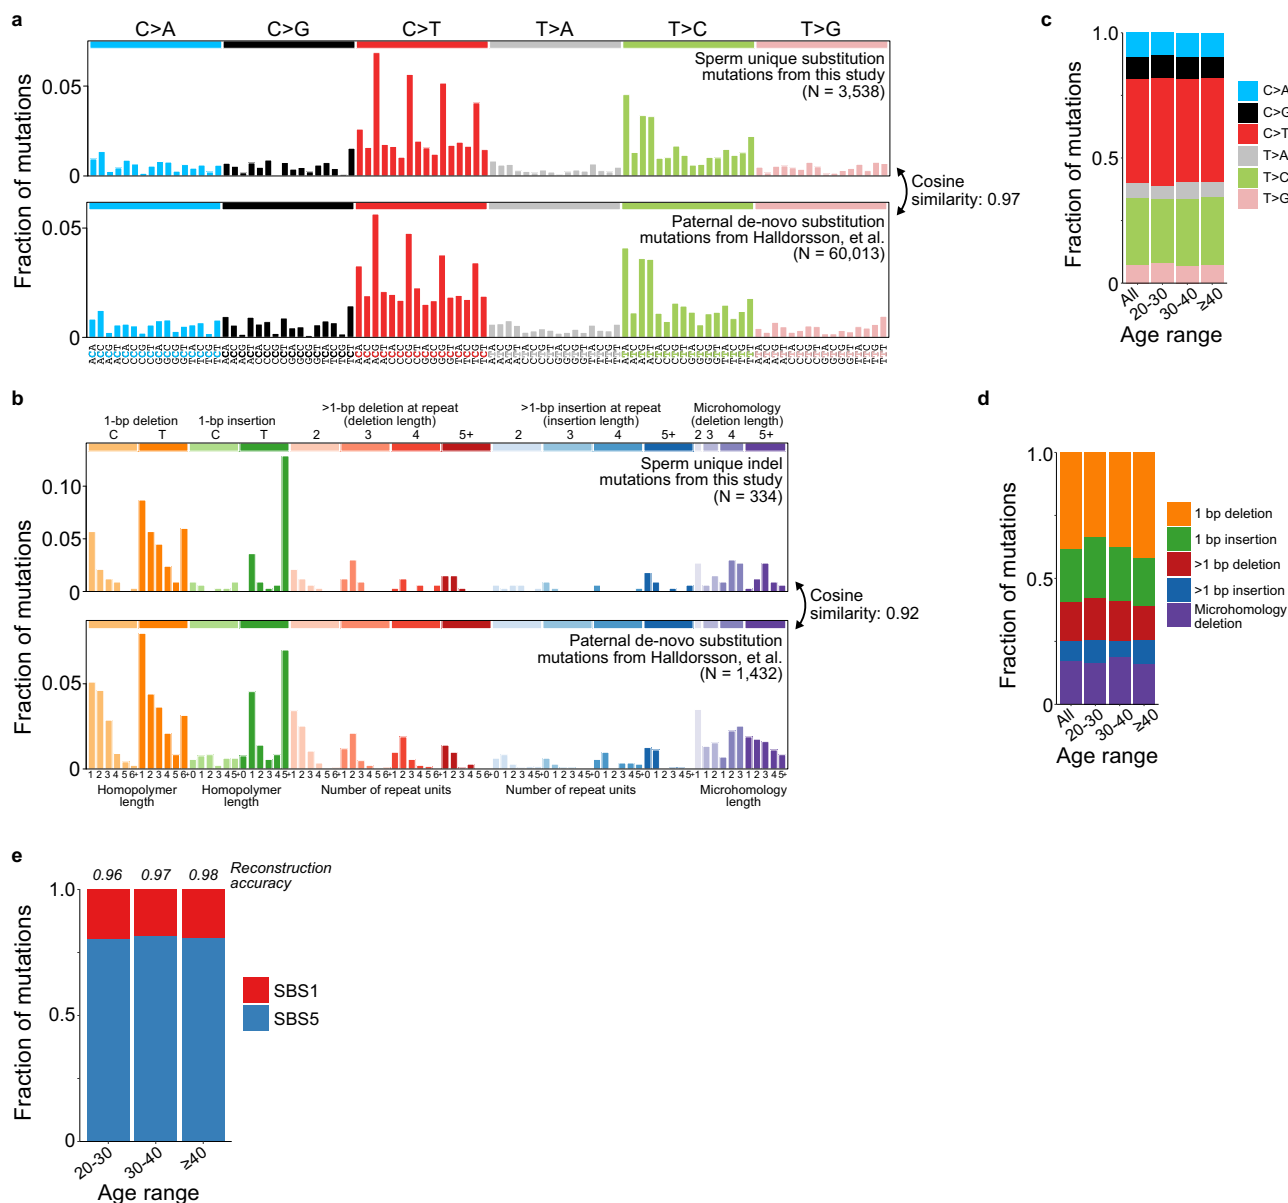 a
C>A C>G C>T T>A T>C T>G
Fraction of mutations
0.05
0
Sperm unique substitution
mutations from this study
(N = 3,538)
Cosine
similarity: 0.97
Fraction of mutations
0.05
0
Paternal de-novo substitution
mutations from Halldorsson, et al.
(N = 60,013)
c
Fraction of mutations
1.0
0.5
0
All 20-30 30-40 ≥40
Age range
C>A
C>G
C>T
T>A
T>C
T>G
b
1-bp deletion
C T
1-bp insertion
C T
>1-bp deletion at repeat
(deletion length)
2 3 4 5+
>1-bp insertion at repeat
(insertion length)
2 3 4 5+
Microhomology
(deletion length)
2 3 4 5+
Fraction of mutations
0.10
0.05
0
Sperm unique indel
mutations from this study
(N = 334)
Cosine
similarity: 0.92
Fraction of mutations
0.05
0
Paternal de-novo substitution
mutations from Halldorsson, et al.
(N = 1,432)
Homopolymer
length
Homopolymer
length
Number of repeat units
Number of repeat units
Microhomology
length
d
Fraction of mutations
1.0
0.5
0
All 20-30 30-40 ≥40
Age range
1 bp deletion
1 bp insertion
>1 bp deletion
>1 bp insertion
Microhomology
deletion
e
0.96 0.97 0.98
Reconstruction
accuracy
Fraction of mutations
1.0
0.5
0
20-30 30-40 ≥40
Age range
SBS1
SBS5